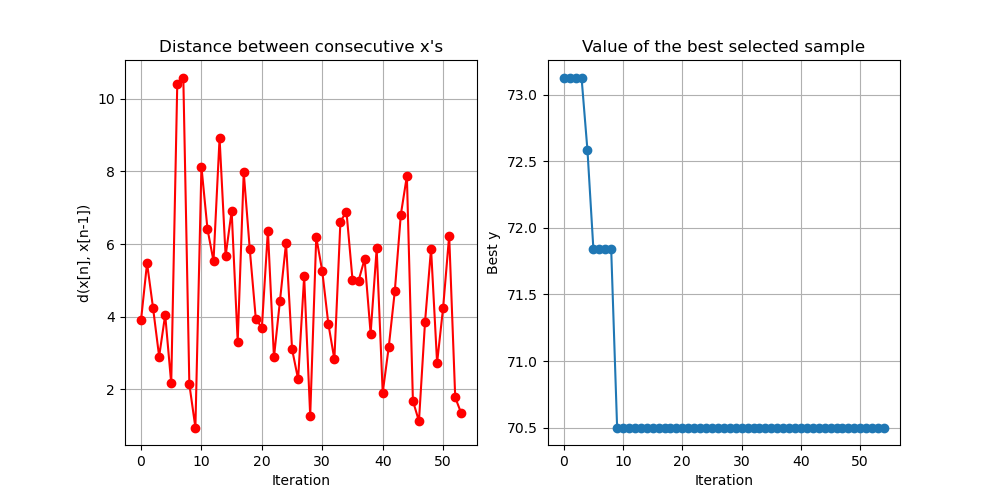 Distance between consecutive x's
d(x[n], x[n-1])
10
8
6
4
2
0 10 20 30 40 50
Iteration
Value of the best selected sample
Best y
73.0
72.5
72.0
71.5
71.0
70.5
0 10 20 30 40 50
Iteration